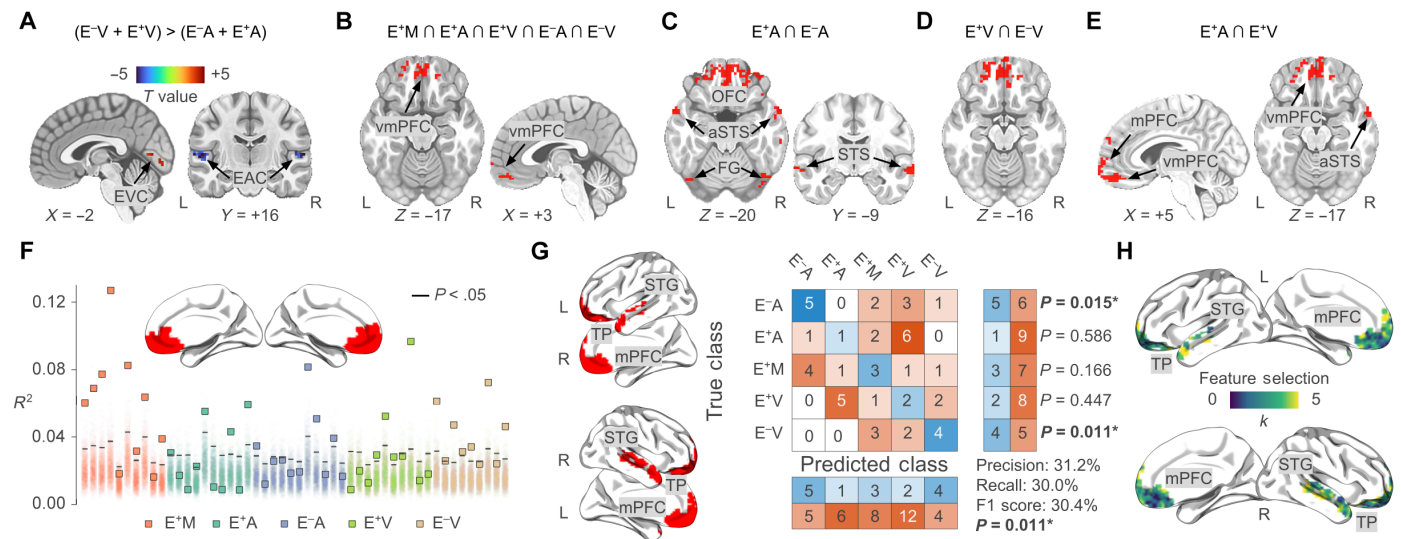 A
(E⁻V + E⁺V) > (E⁻A + E⁺A)
−5
+5
T value
EVC
EAC
L
R
X = −2
Y = +16
B
E⁺M ∩ E⁺A ∩ E⁺V ∩ E⁻A ∩ E⁻V
vmPFC
vmPFC
L
R
Z = −17
X = +3
C
E⁺A ∩ E⁻A
OFC
aSTS
FG
STS
L
R
Z = −20
Y = −9
D
E⁺V ∩ E⁻V
L
R
Z = −16
E
E⁺A ∩ E⁺V
mPFC
vmPFC
vmPFC
aSTS
L
R
X = +5
Z = −17
F
R²
0.12
0.08
0.04
0.00
P < .05
E⁺M E⁺A E⁻A E⁺V E⁻V
G
L
STG
TP
R
mPFC
R
STG
TP
L
mPFC
True class
E⁻A E⁺A E⁺M E⁺V E⁻V
E⁻A 5 0 2 3 1 5 6 P = 0.015*
E⁺A 1 1 2 6 0 1 9 P = 0.586
E⁺M 4 1 3 1 1 3 7 P = 0.166
E⁺V 0 5 1 2 2 2 8 P = 0.447
E⁻V 0 0 3 2 4 4 5 P = 0.011*
Predicted class
5 1 3 2 4
5 6 8 12 4
Precision: 31.2%
Recall: 30.0%
F1 score: 30.4%
P = 0.011*
H
L
STG
mPFC
TP
Feature selection
0 5
k
mPFC
STG
R
TP